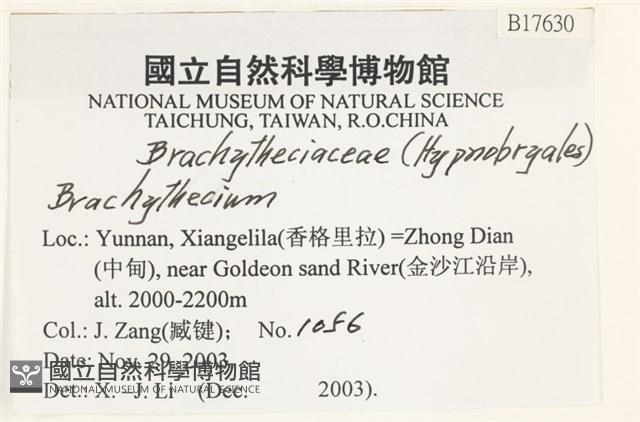 B17630
國立自然科學博物館
NATIONAL MUSEUM OF NATURAL SCIENCE
TAICHUNG, TAIWAN, R.O.CHINA
Brachytheciaceae (Hypnobryales)
Brachythecium
Loc.: Yunnan, Xiangelila(香格里拉) =Zhong Dian
(中甸), near Goldeon sand River(金沙江沿岸),
alt. 2000-2200m
Col.: J. Zang(臧键); No. 1086
Date: Nov. 29, 2003
國立自然科學博物館
NATIONAL MUSEUM OF NATURAL SCIENCE
Det.: X. -J. Li (Dec. 2003).